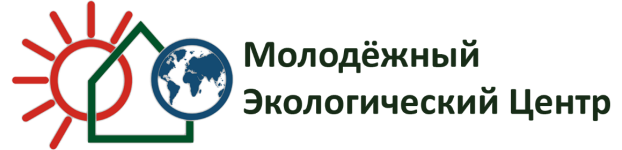 Молодёжный
Экологический Центр